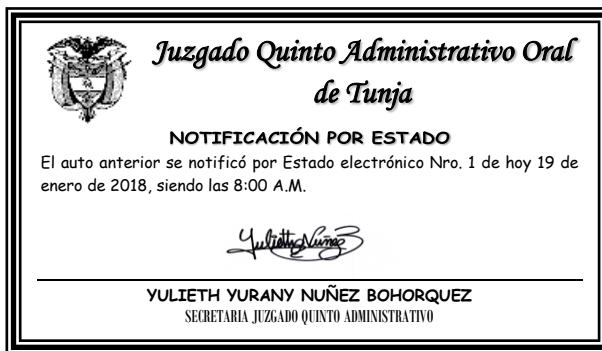 Juzgado Quinto Administrativo Oral
de Tunja
NOTIFICACIÓN POR ESTADO
El auto anterior se notificó por Estado electrónico Nro. 1 de hoy 19 de
enero de 2018, siendo las 8:00 A.M.
Yulieth Nuñez B
YULIETH YURANY NUÑEZ BOHORQUEZ
SECRETARIA JUZGADO QUINTO ADMINISTRATIVO